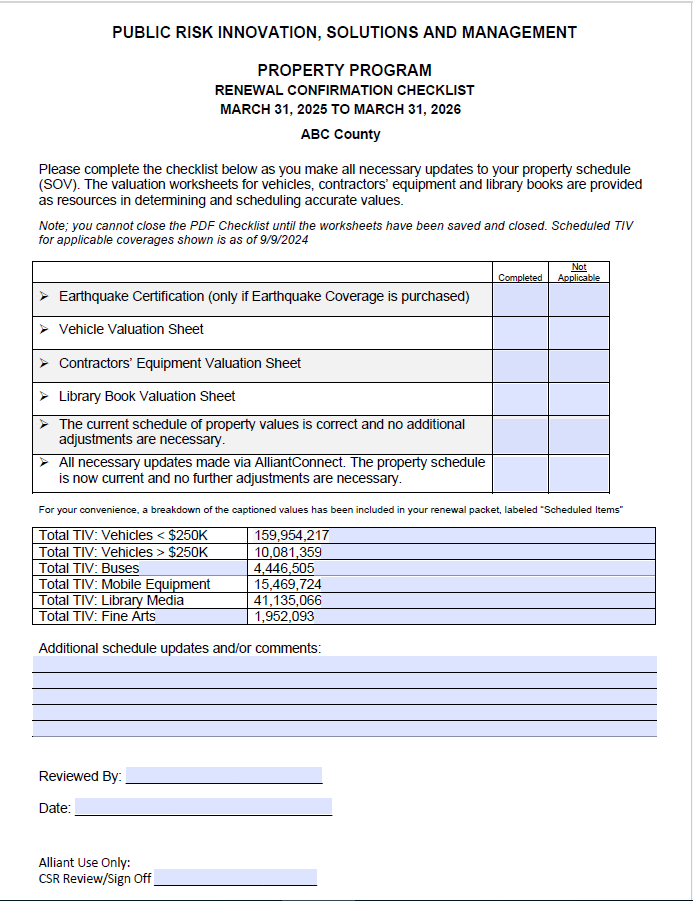 PUBLIC RISK INNOVATION, SOLUTIONS AND MANAGEMENT
PROPERTY PROGRAM
RENEWAL CONFIRMATION CHECKLIST
MARCH 31, 2025 TO MARCH 31, 2026
ABC County
Please complete the checklist below as you make all necessary updates to your property schedule
(SOV). The valuation worksheets for vehicles, contractors' equipment and library books are provided
as resources in determining and scheduling accurate values.
Note; you cannot close the PDF Checklist until the worksheets have been saved and closed. Scheduled TIV
for applicable coverages shown is as of 9/9/2024
Completed
Not
Applicable
➢ Earthquake Certification (only if Earthquake Coverage is purchased)
➢ Vehicle Valuation Sheet
➢ Contractors' Equipment Valuation Sheet
➢ Library Book Valuation Sheet
➢ The current schedule of property values is correct and no additional
adjustments are necessary.
➢ All necessary updates made via AlliantConnect. The property schedule
is now current and no further adjustments are necessary.
For your convenience, a breakdown of the captioned values has been included in your renewal packet, labeled "Scheduled Items"
Total TIV: Vehicles < $250K 159,954,217
Total TIV: Vehicles > $250K 10,081,359
Total TIV: Buses 4,446,505
Total TIV: Mobile Equipment 15,469,724
Total TIV: Library Media 41,135,066
Total TIV: Fine Arts 1,952,093
Additional schedule updates and/or comments:
Reviewed By:
Date:
Alliant Use Only:
CSR Review/Sign Off